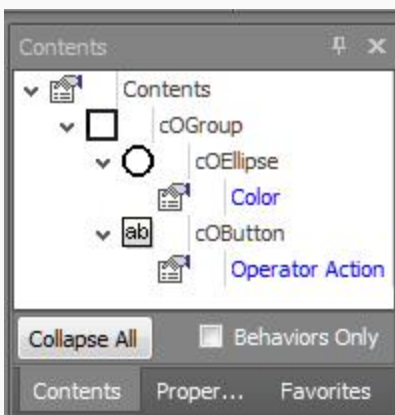 Contents
Contents
cOGroup
cOEllipse
Color
ab cOButton
Operator Action
Collapse All Behaviors Only
Contents Proper... Favorites